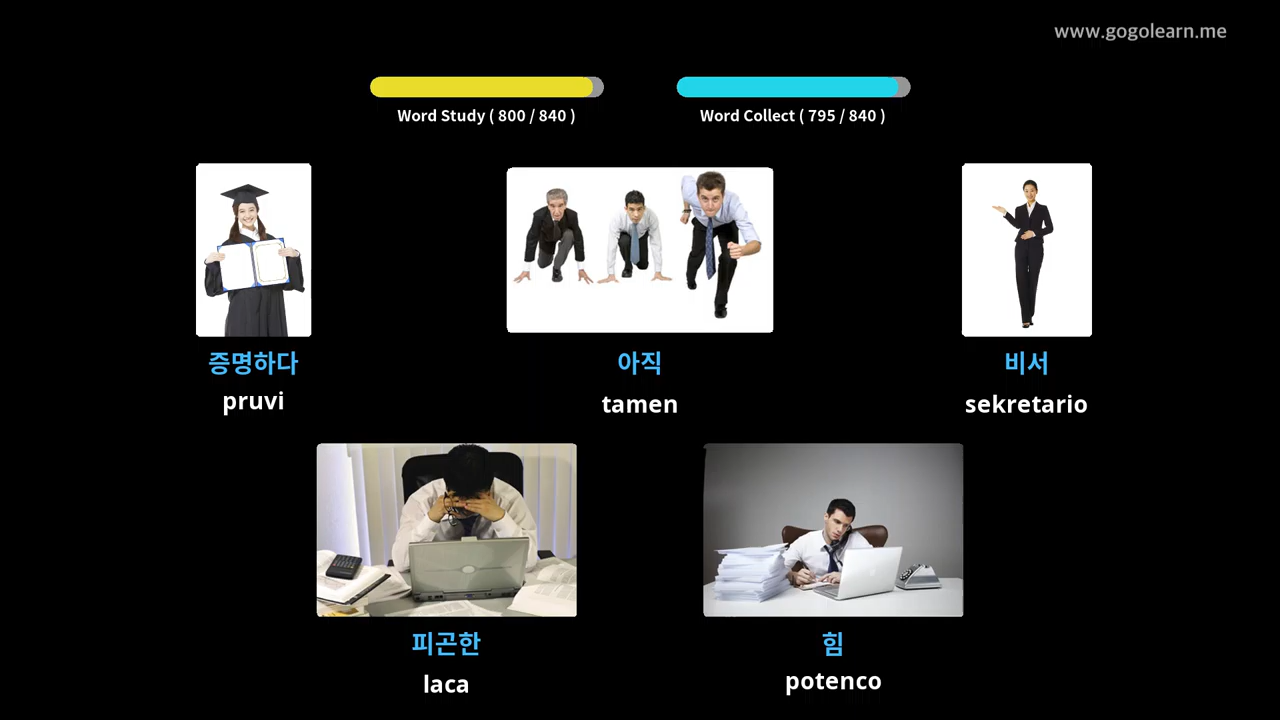 www.gogolearn.me
Word Study ( 800 / 840 )
Word Collect ( 795 / 840 )
증명하다
pruvi
아직
tamen
비서
sekretario
피곤한
laca
힘
potenco